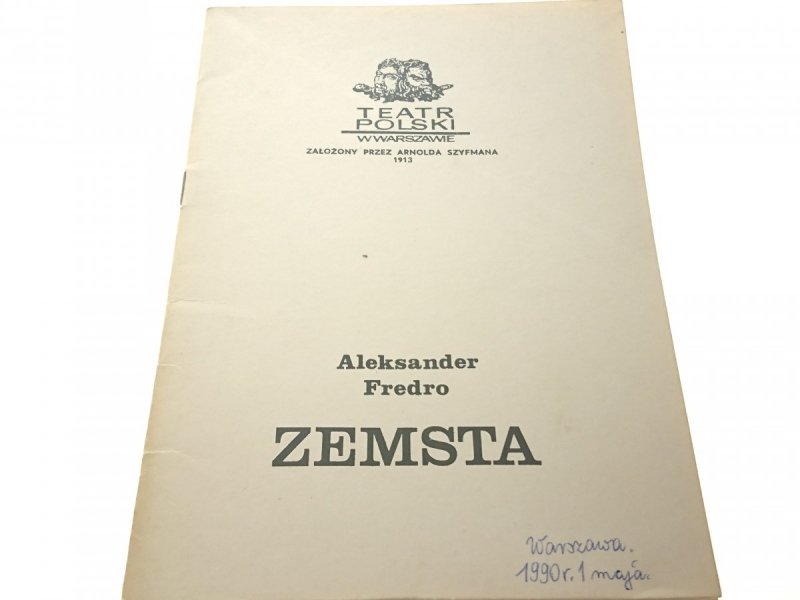 TEATR
POLSKI
W WARSZAWIE
ZAŁOŻONY PRZEZ ARNOLDA SZYFMANA
1913
Aleksander
Fredro
ZEMSTA
Warszawa.
1990r. 1 maja.